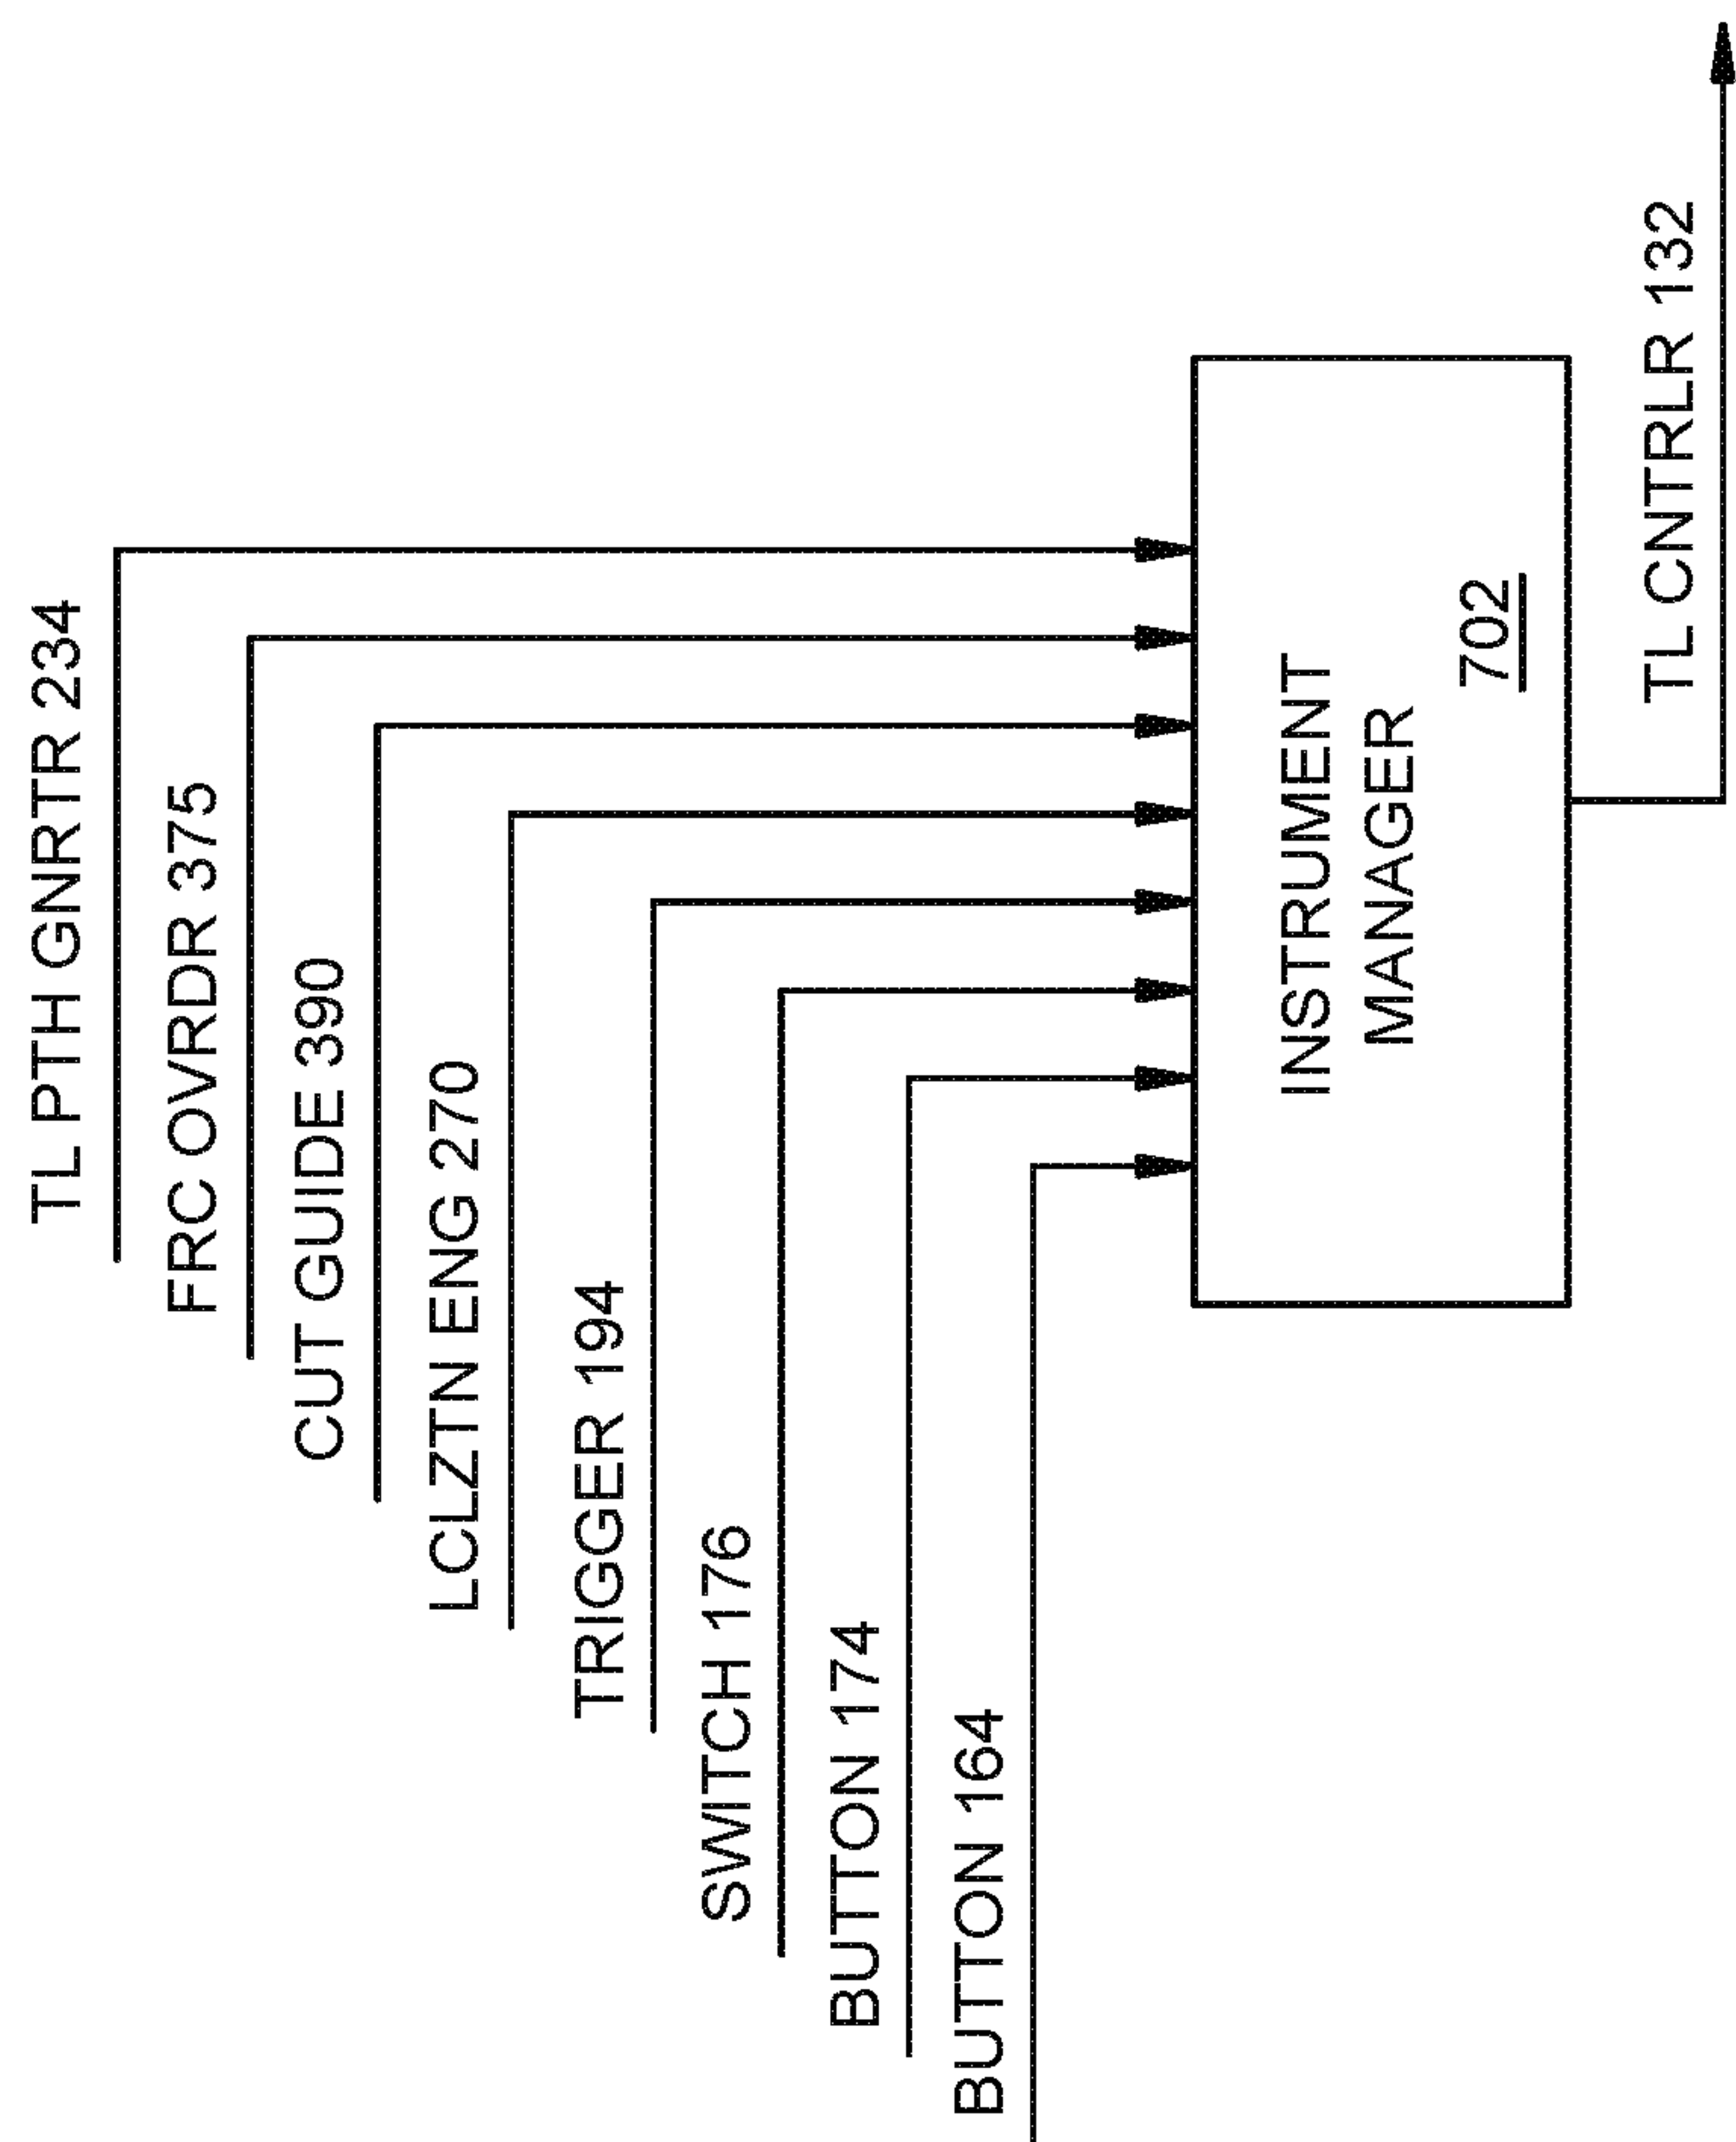 TL PTH GNRTR 234
FRC OVRDR 375
CUT GUIDE 390
LCLZTN ENG 270
TRIGGER 194
SWITCH 176
BUTTON 174
BUTTON 164
INSTRUMENT
MANAGER
702
TL CNTRLR 132